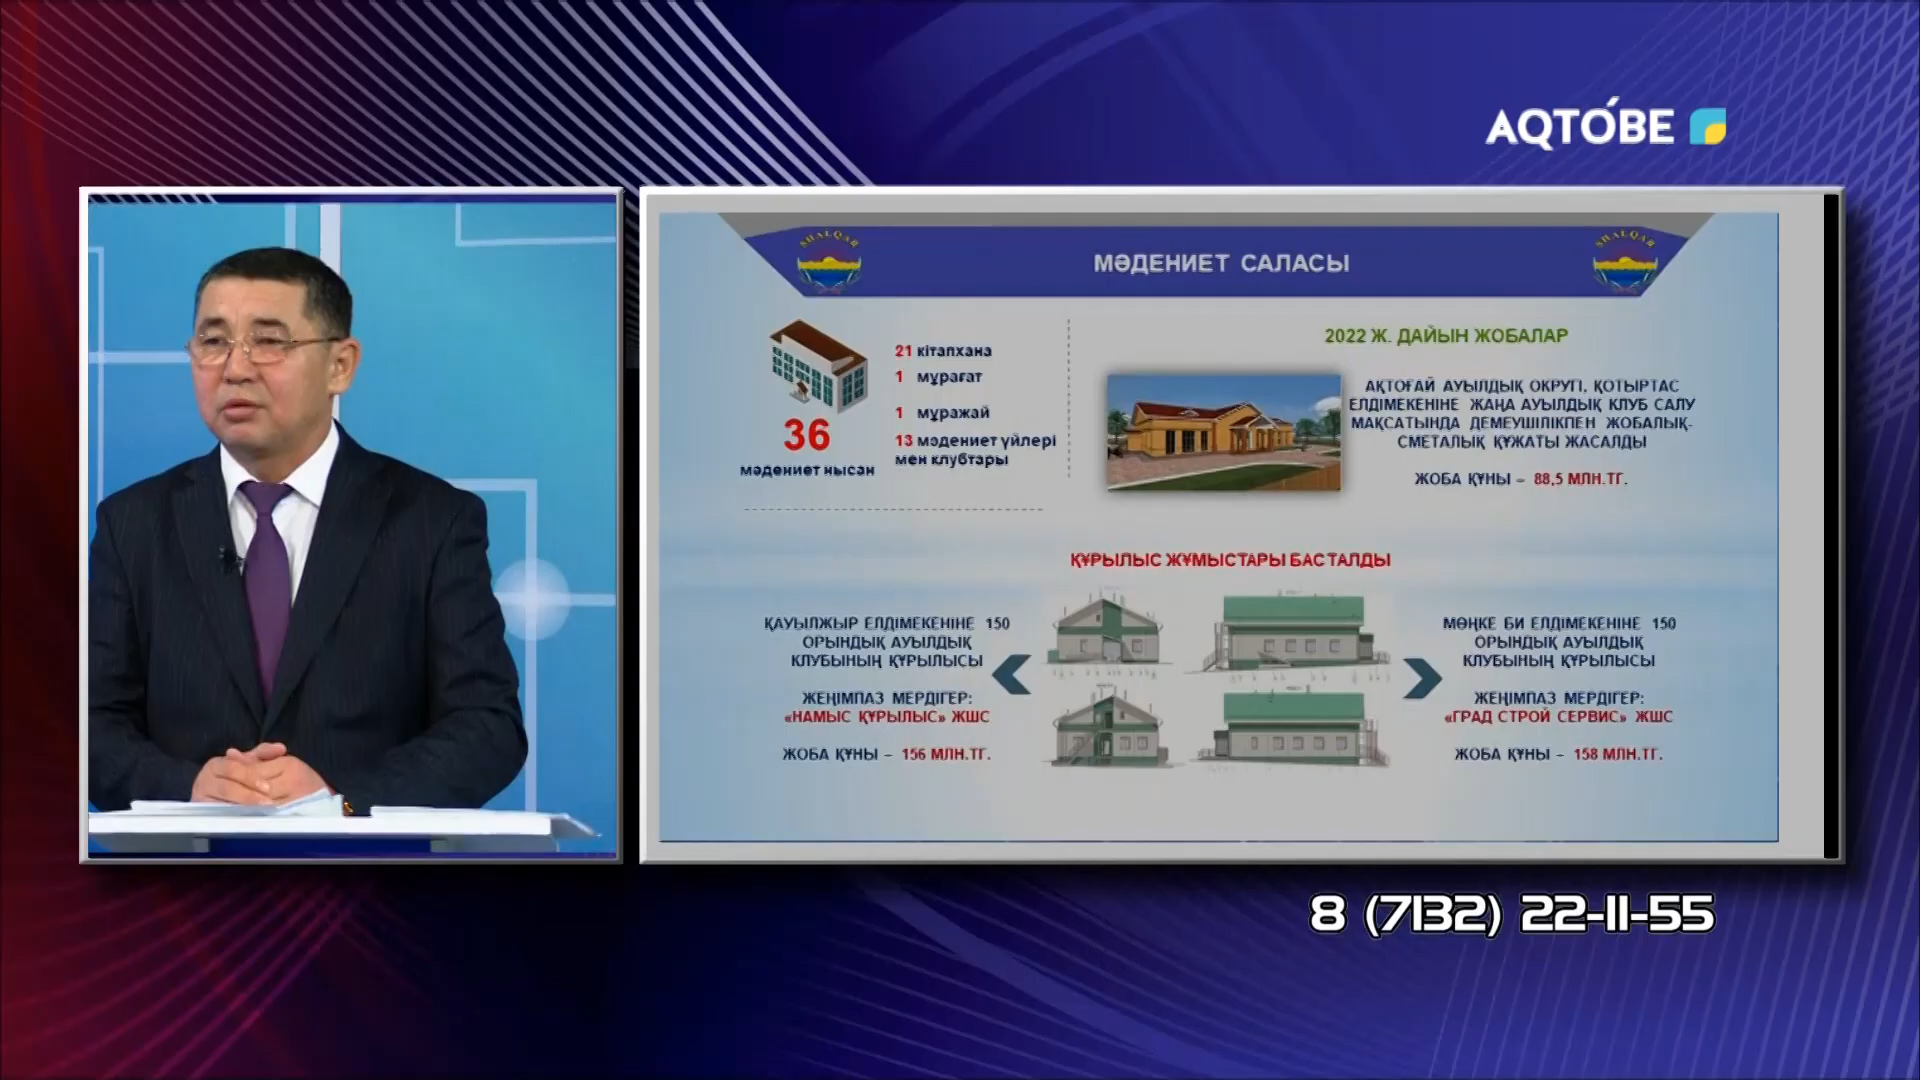 AQTÓBE
SHALQAR
МӘДЕНИЕТ САЛАСЫ
SHALQAR
21 кітапхана
1 мұрағат
1 мұражай
13 мәдениет үйлері
мен клубтары
36
мәдениет нысан
2022 Ж. ДАЙЫН ЖОБАЛАР
АҚТОҒАЙ АУЫЛДЫҚ ОКРУГІ, ҚОТЫРТАС
ЕЛДІМЕКЕНІНЕ ЖАҢА АУЫЛДЫҚ КЛУБ САЛУ
МАҚСАТЫНДА ДЕМЕУШІЛІКПЕН ЖОБАЛЫҚ-
СМЕТАЛЫҚ ҚҰЖАТЫ ЖАСАЛДЫ
ЖОБА ҚҰНЫ – 88,5 МЛН.ТГ.
ҚҰРЫЛЫС ЖҰМЫСТАРЫ БАСТАЛДЫ
ҚАУЫЛЖЫР ЕЛДІМЕКЕНІНЕ 150
ОРЫНДЫҚ АУЫЛДЫҚ
КЛУБЫНЫҢ ҚҰРЫЛЫСЫ
ЖЕҢІМПАЗ МЕРДІГЕР:
«НАМЫС ҚҰРЫЛЫС» ЖШС
ЖОБА ҚҰНЫ – 156 МЛН.ТГ.
МӨҢКЕ БИ ЕЛДІМЕКЕНІНЕ 150
ОРЫНДЫҚ АУЫЛДЫҚ
КЛУБЫНЫҢ ҚҰРЫЛЫСЫ
ЖЕҢІМПАЗ МЕРДІГЕР:
«ГРАД СТРОЙ СЕРВИС» ЖШС
ЖОБА ҚҰНЫ – 158 МЛН.ТГ.
8 (7132) 22-11-55